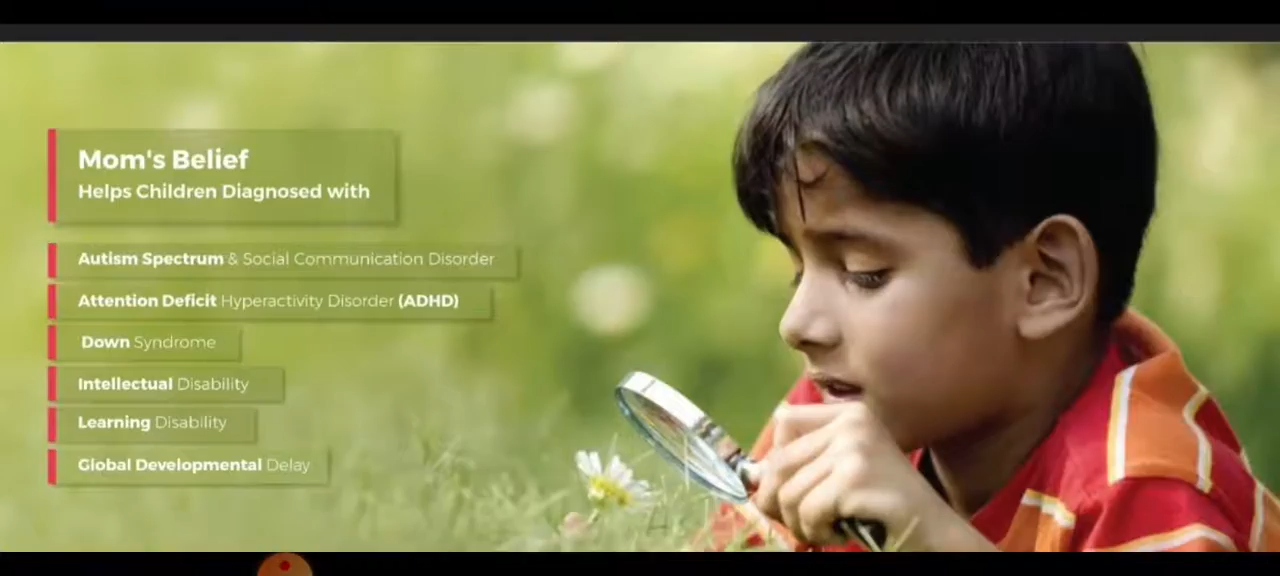 Mom's Belief
Helps Children Diagnosed with
Autism Spectrum & Social Communication Disorder
Attention Deficit Hyperactivity Disorder (ADHD)
Down Syndrome
Intellectual Disability
Learning Disability
Global Developmental Delay